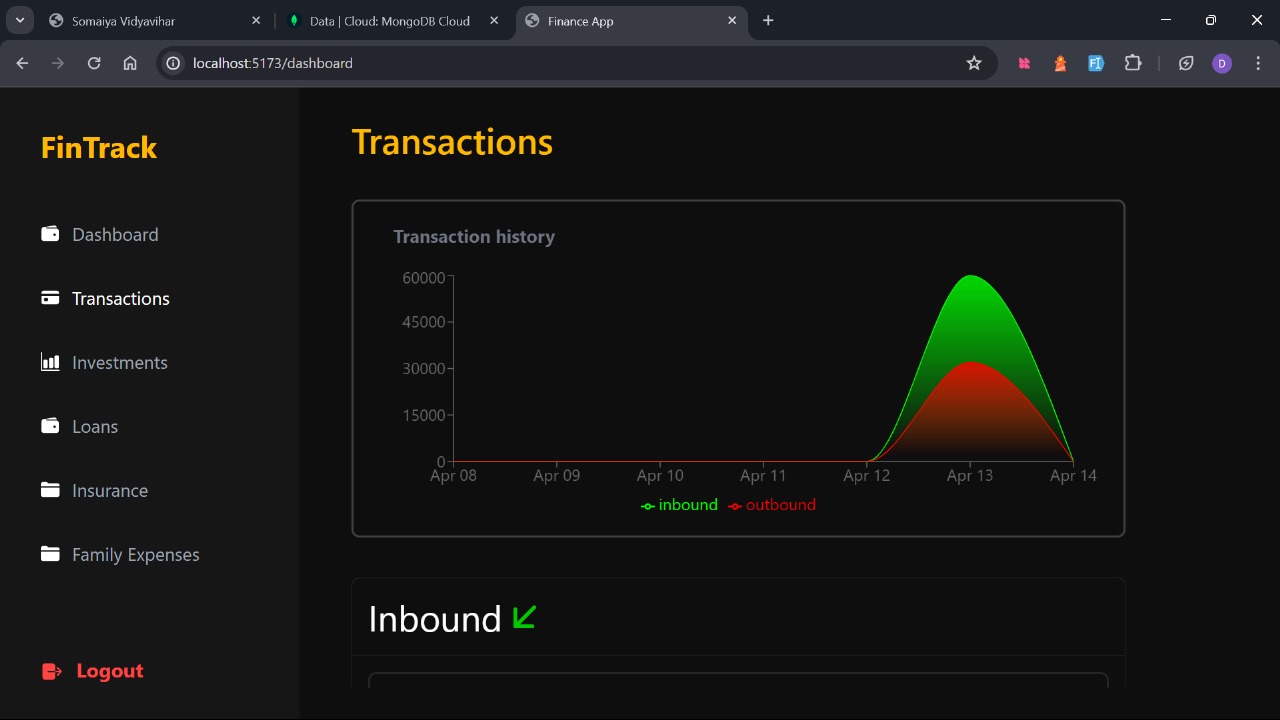 Somaiya Vidyavihar
Data | Cloud: MongoDB Cloud
Finance App
localhost:5173/dashboard
FI
D
FinTrack
Dashboard
Transactions
Investments
Loans
Insurance
Family Expenses
Logout
Transactions
Transaction history
60000
45000
30000
15000
0
Apr 08 Apr 09 Apr 10 Apr 11 Apr 12 Apr 13 Apr 14
inbound outbound
Inbound